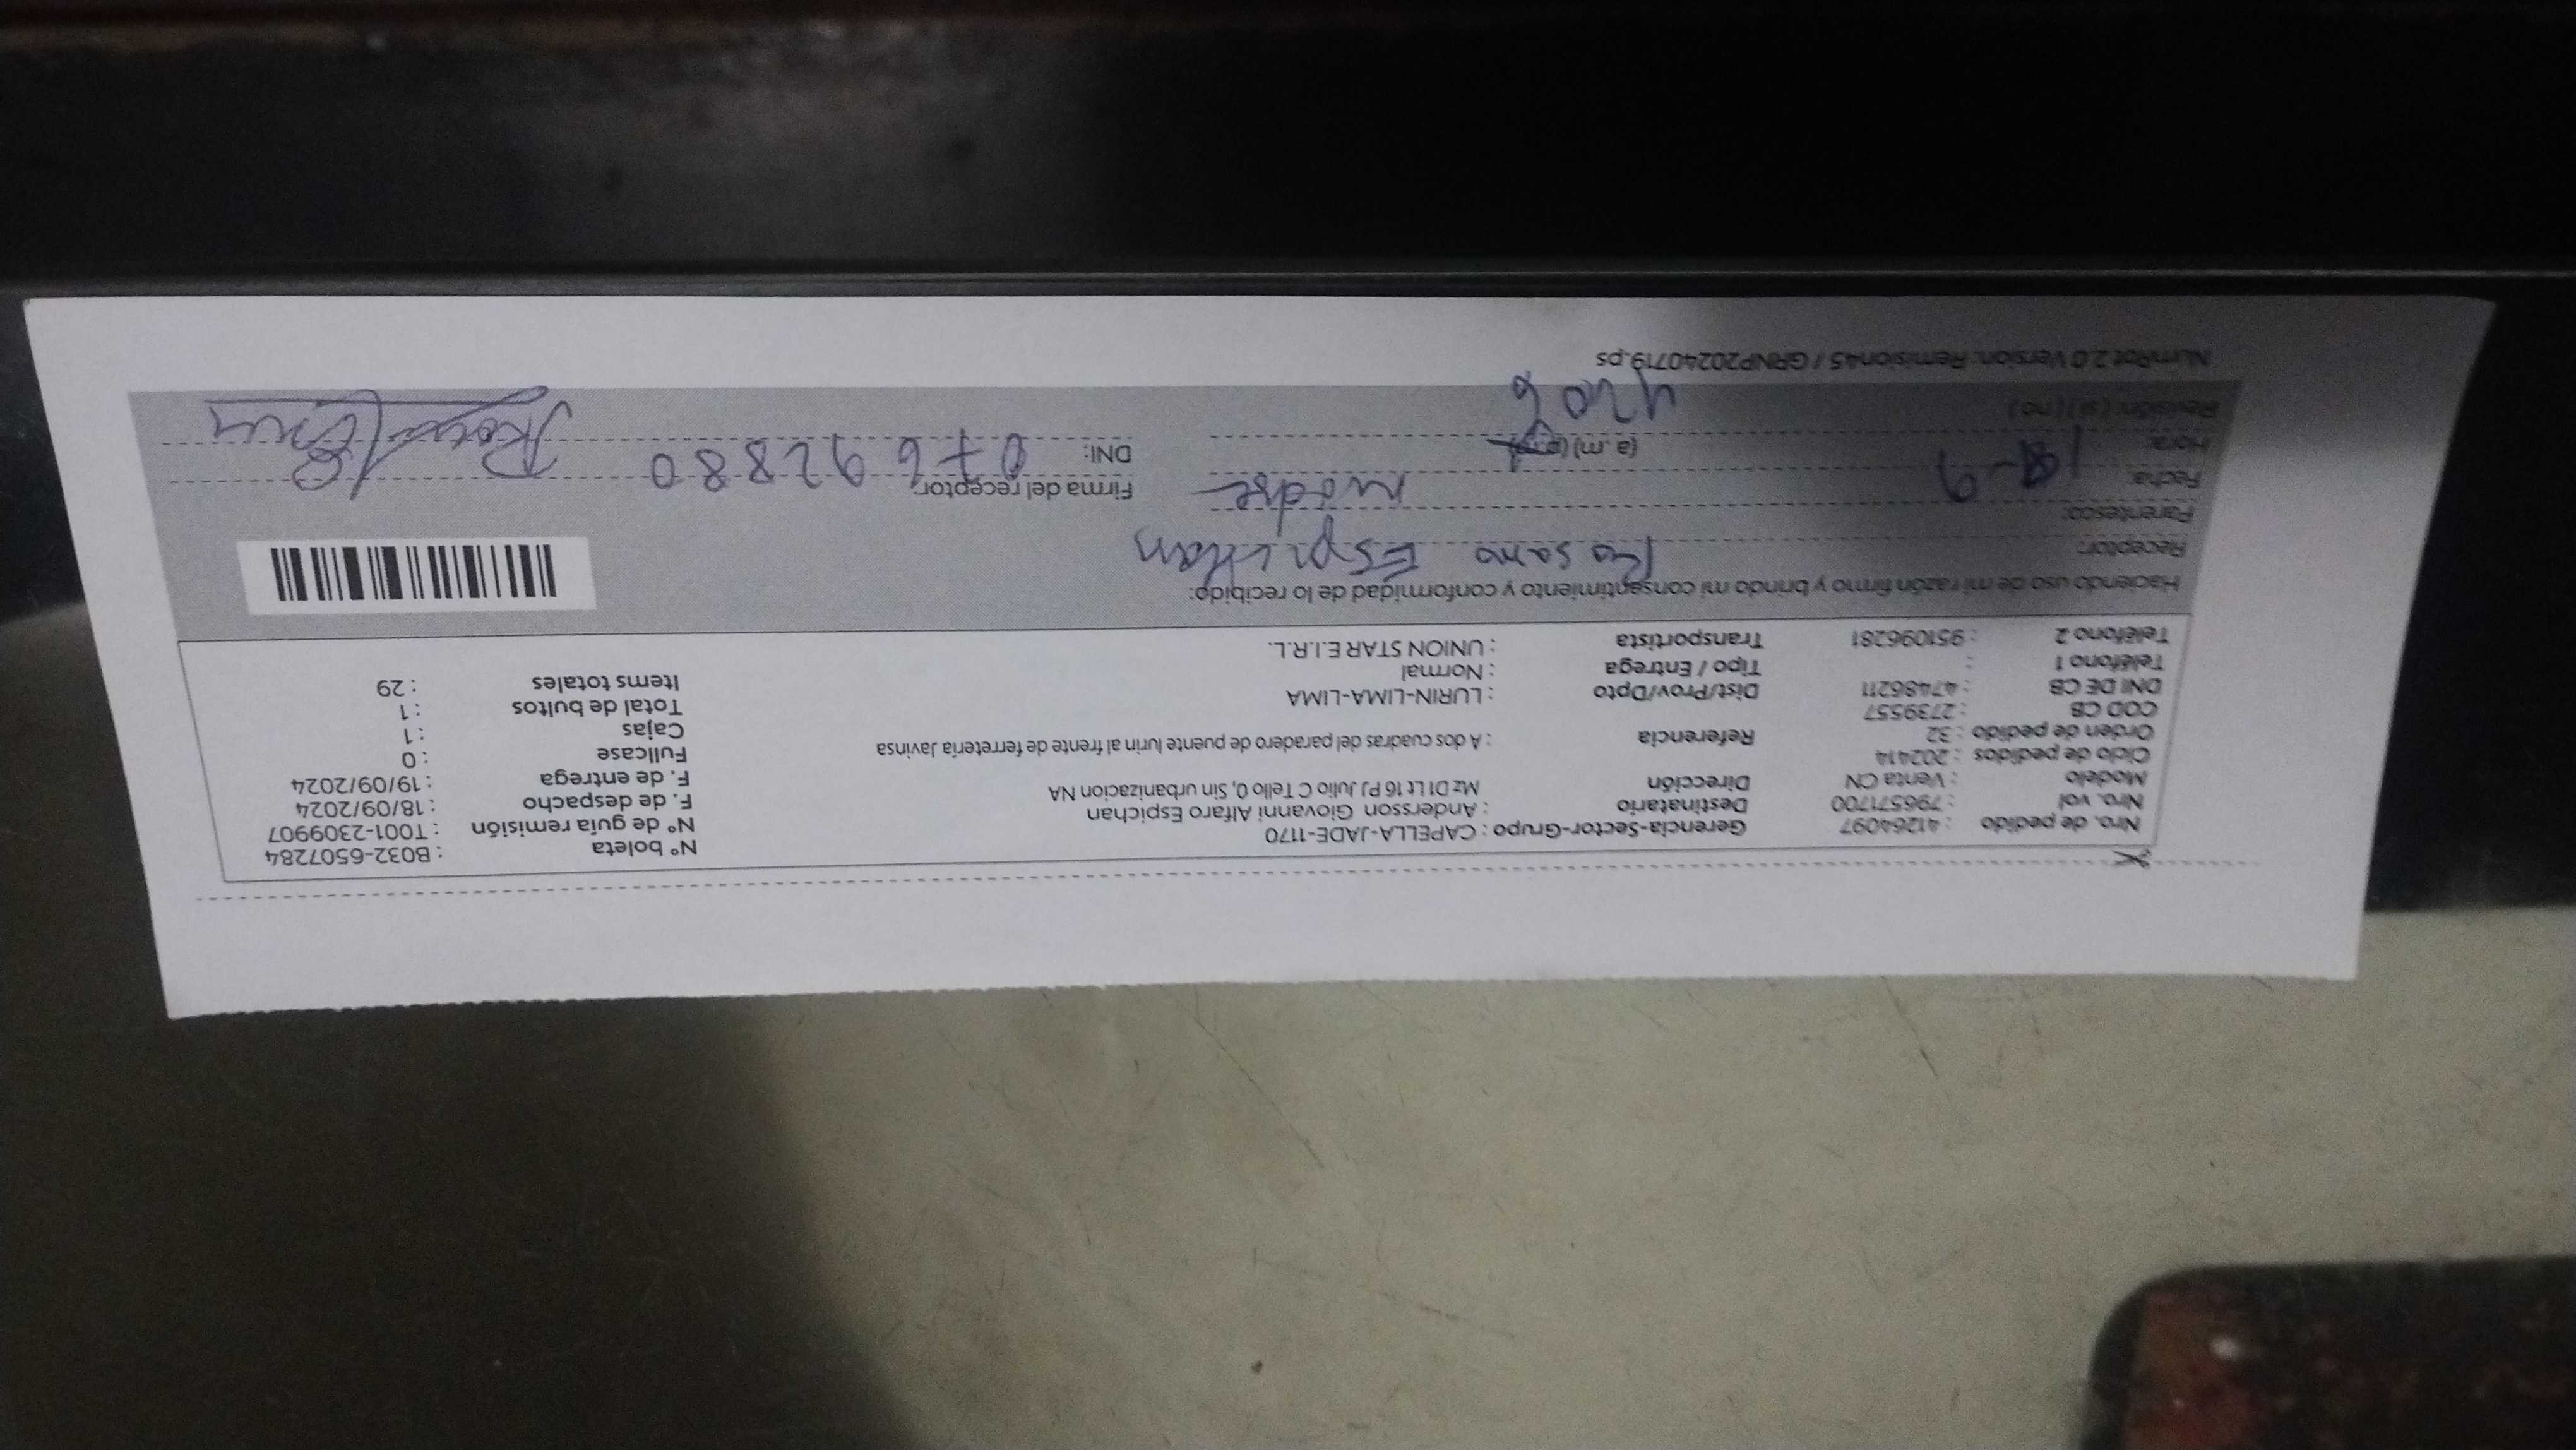 Nro. de pedido : 41264097 Gerencia-Sector-Grupo : CAPELLA-JADE-1170 N° boleta : B032-6507284
Nro. vol : 796571700 Destinatario : Andersson Giovanni Alfaro Espichan N° de guía remisión : T001-2309907
Modelo : Venta CN Dirección Mz D1 Lt 16 PJ Julio C Tello 0, Sin urbanizacion NA F. de despacho : 18/09/2024
Ciclo de pedidos : 202414 F. de entrega : 19/09/2024
Orden de pedido : 32 Referencia : A dos cuadras del paradero de puente lurin al frente de ferreteria Javinsa Fullcase : 0
COD CB : 2739557 Cajas : 1
DNI DE CB : 47486211 Dist/Prov/Dpto : LURIN-LIMA-LIMA Total de bultos : 1
Teléfono 1 : Tipo / Entrega : Normal Items totales : 29
Teléfono 2 : 951096281 Transportista : UNION STAR E.I.R.L.
Haciendo uso de mi razón firmo y brindo mi consentimiento y conformidad de lo recibido:
Receptor:
Parentesco: madre
Fecha: Firma del receptor:
Hora: (a.m) (p.m) DNI: 07692880
Revisión: (si) (no)
NumRot 2.0 Version: Remision45 / GRNP20240719.ps